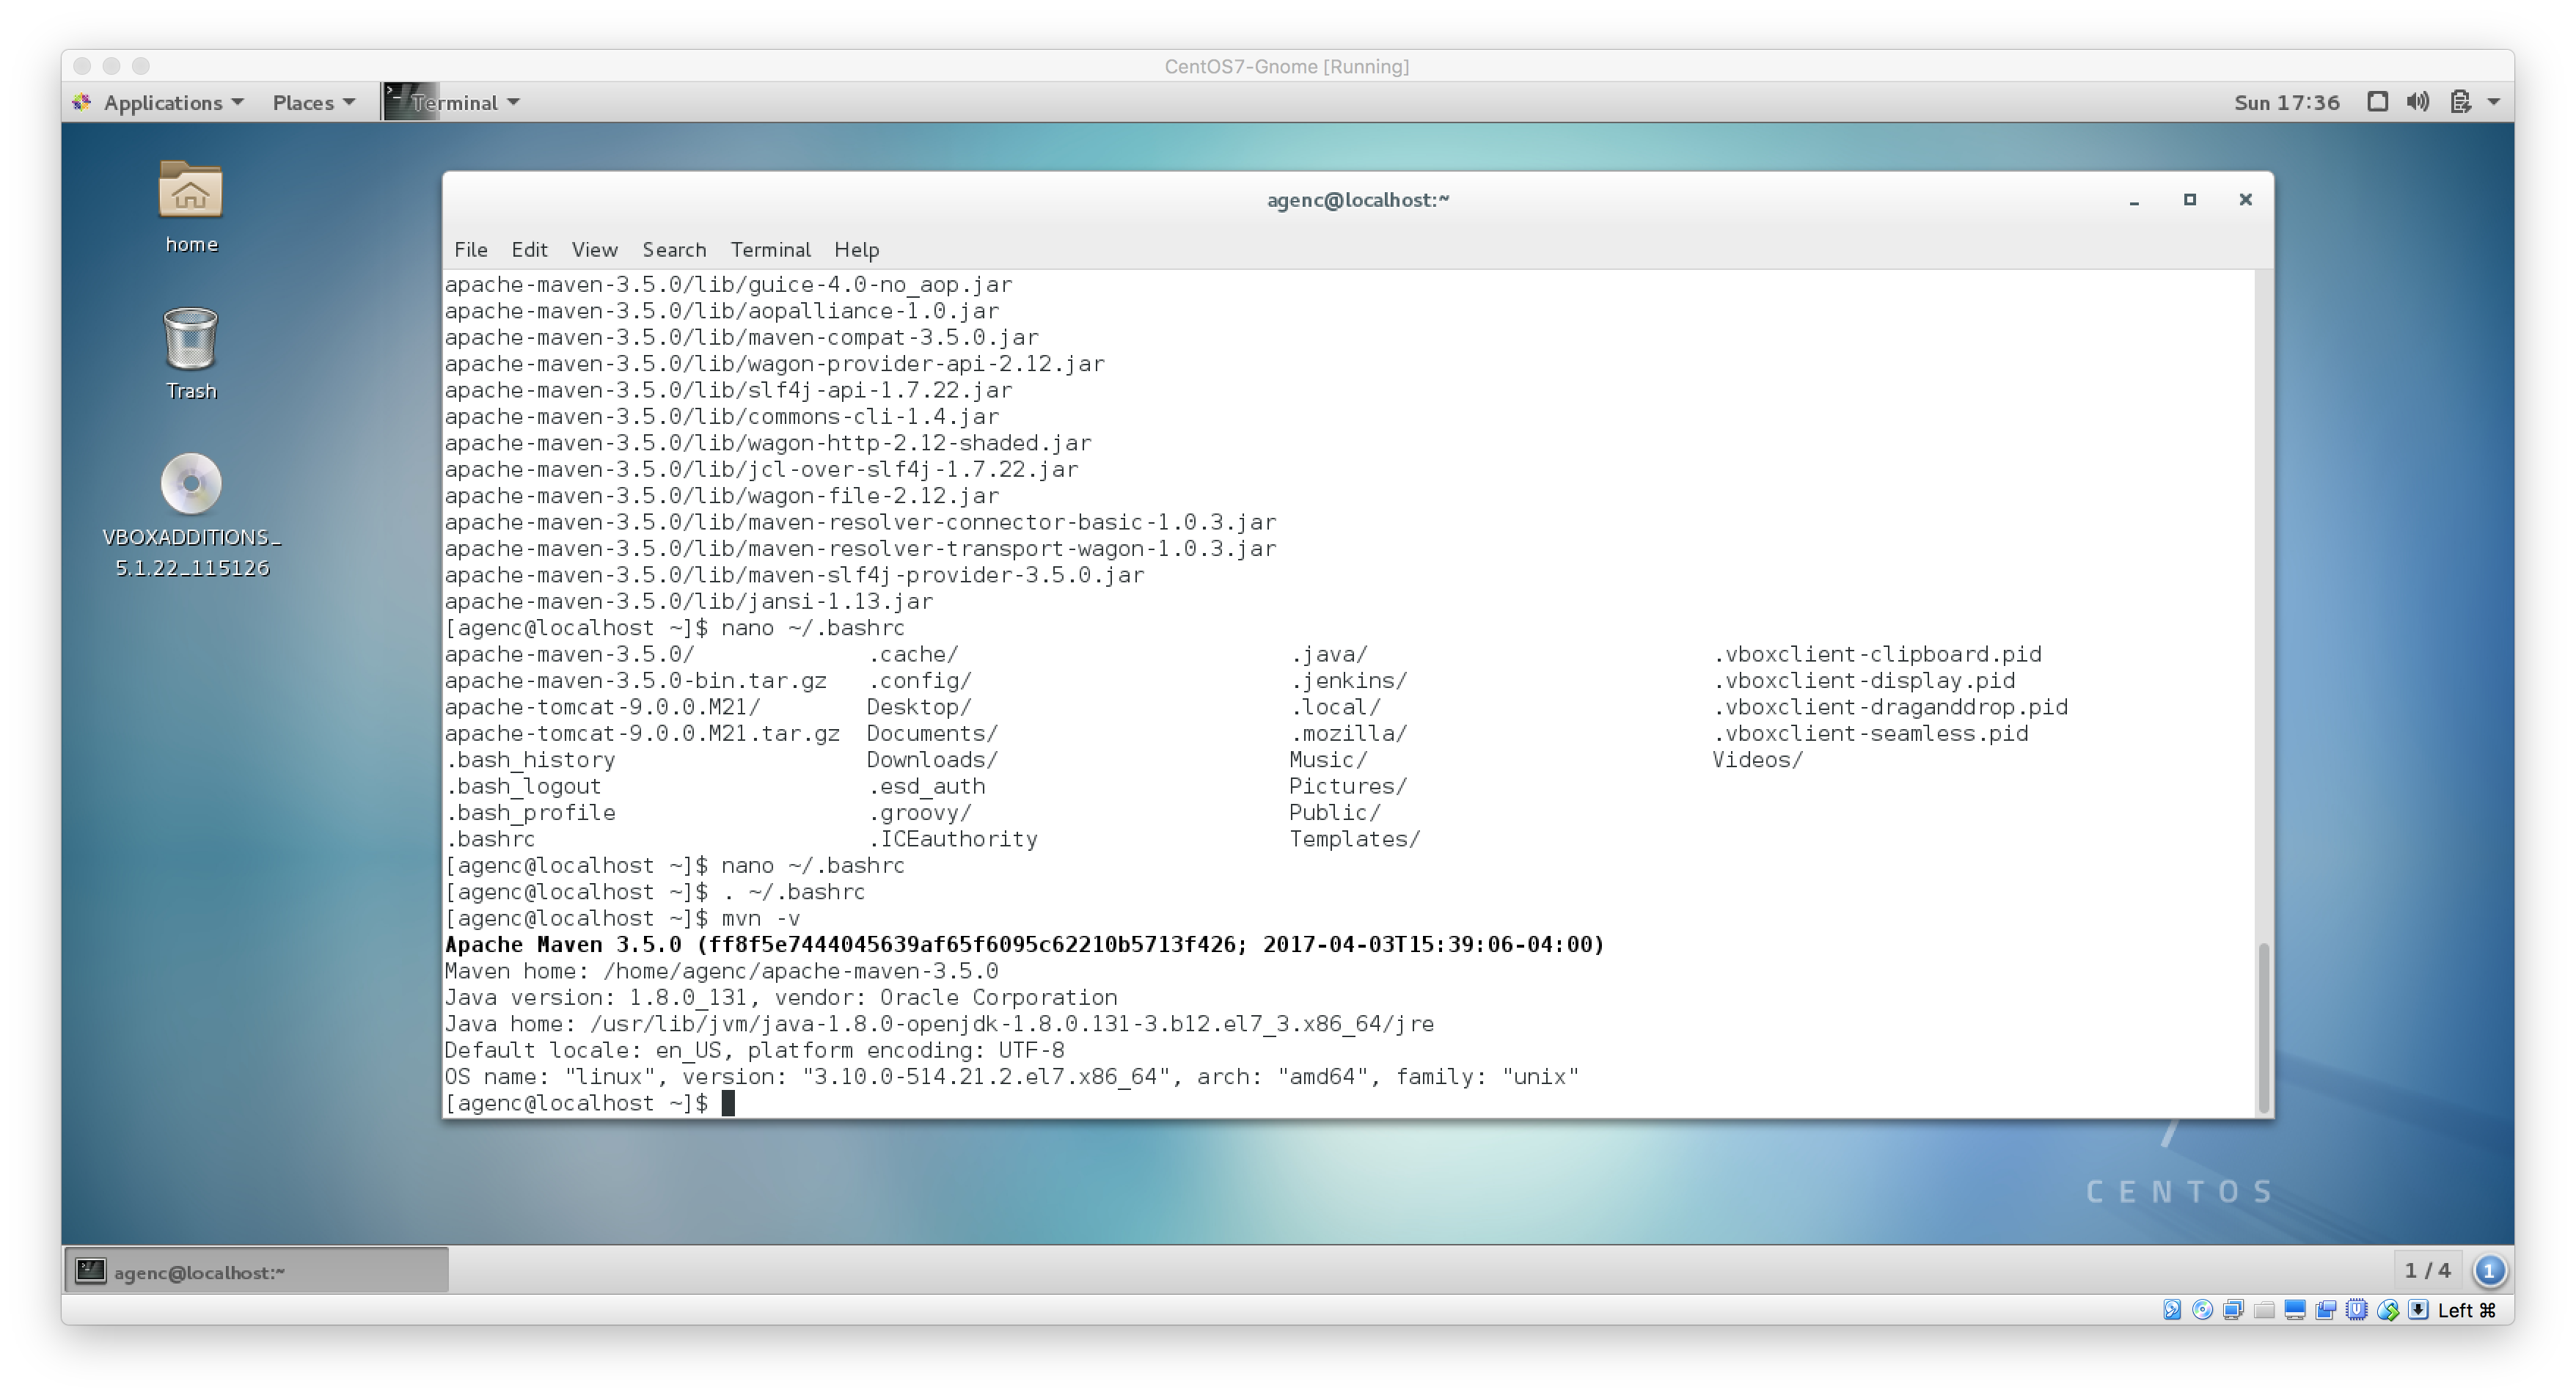 CentOS7-Gnome [Running]
Applications Places Terminal Sun 17:36
home
Trash
VBOXADDITIONS_
5.1.22_115126
agenc@localhost:~
File Edit View Search Terminal Help
apache-maven-3.5.0/lib/guice-4.0-no_aop.jar
apache-maven-3.5.0/lib/aopalliance-1.0.jar
apache-maven-3.5.0/lib/maven-compat-3.5.0.jar
apache-maven-3.5.0/lib/wagon-provider-api-2.12.jar
apache-maven-3.5.0/lib/slf4j-api-1.7.22.jar
apache-maven-3.5.0/lib/commons-cli-1.4.jar
apache-maven-3.5.0/lib/wagon-http-2.12-shaded.jar
apache-maven-3.5.0/lib/jcl-over-slf4j-1.7.22.jar
apache-maven-3.5.0/lib/wagon-file-2.12.jar
apache-maven-3.5.0/lib/maven-resolver-connector-basic-1.0.3.jar
apache-maven-3.5.0/lib/maven-resolver-transport-wagon-1.0.3.jar
apache-maven-3.5.0/lib/maven-slf4j-provider-3.5.0.jar
apache-maven-3.5.0/lib/jansi-1.13.jar
[agenc@localhost ~]$ nano ~/.bashrc
apache-maven-3.5.0/ .cache/ .java/ .vboxclient-clipboard.pid
apache-maven-3.5.0-bin.tar.gz .config/ .jenkins/ .vboxclient-display.pid
apache-tomcat-9.0.0.M21/ Desktop/ .local/ .vboxclient-draganddrop.pid
apache-tomcat-9.0.0.M21.tar.gz Documents/ .mozilla/ .vboxclient-seamless.pid
.bash_history Downloads/ Music/ Videos/
.bash_logout .esd_auth Pictures/
.bash_profile .groovy/ Public/
.bashrc .ICEauthority Templates/
[agenc@localhost ~]$ nano ~/.bashrc
[agenc@localhost ~]$ . ~/.bashrc
[agenc@localhost ~]$ mvn -v
Apache Maven 3.5.0 (ff8f5e7444045639af65f6095c62210b5713f426; 2017-04-03T15:39:06-04:00)
Maven home: /home/agenc/apache-maven-3.5.0
Java version: 1.8.0_131, vendor: Oracle Corporation
Java home: /usr/lib/jvm/java-1.8.0-openjdk-1.8.0.131-3.b12.el7_3.x86_64/jre
Default locale: en_US, platform encoding: UTF-8
OS name: "linux", version: "3.10.0-514.21.2.el7.x86_64", arch: "amd64", family: "unix"
[agenc@localhost ~]$
CENTOS
agenc@localhost:~ 1 / 4 1
Left ⌘